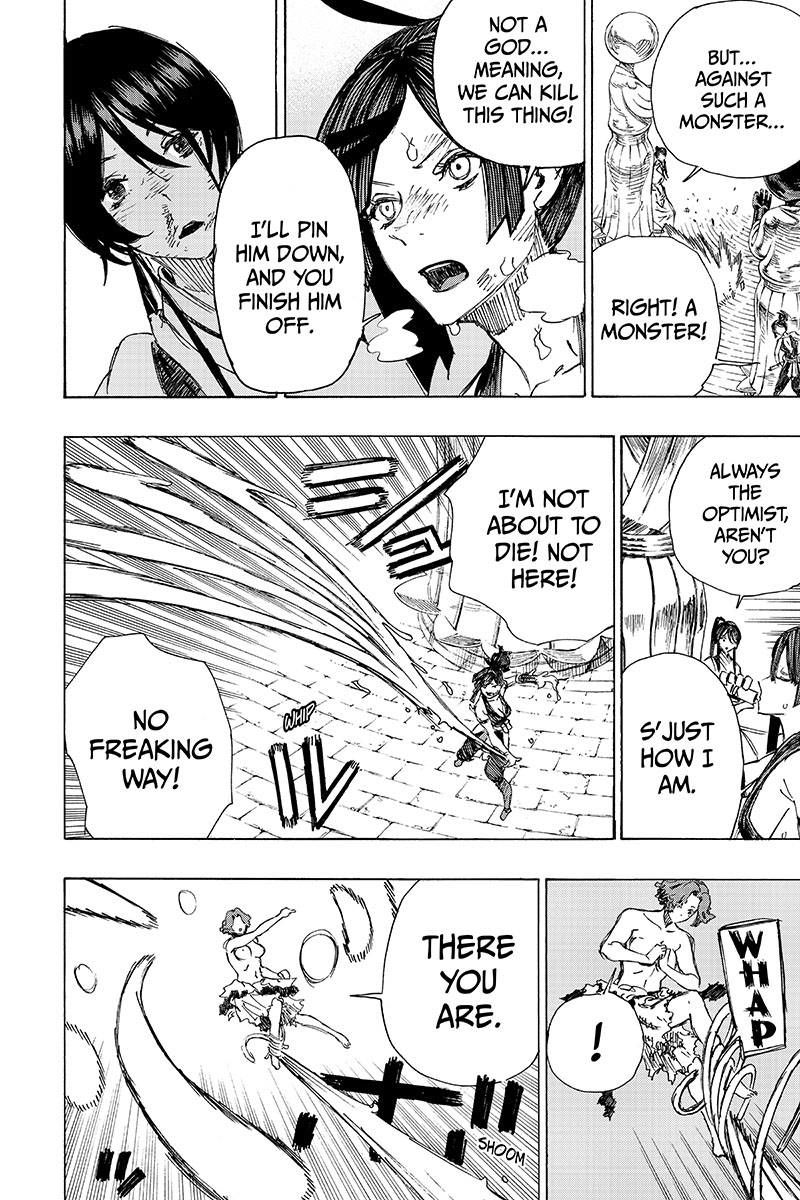 BUT...
AGAINST
SUCH A
MONSTER...
RIGHT! A
MONSTER!
NOT A
GOD...
MEANING,
WE CAN KILL
THIS THING!
I'LL PIN
HIM DOWN,
AND YOU
FINISH HIM
OFF.
ALWAYS
THE
OPTIMIST,
AREN'T
YOU?
S'JUST
HOW I
AM.
I'M NOT
ABOUT TO
DIE! NOT
HERE!
WHIP
NO
FREAKING
WAY!
WHAP
!
THERE
YOU
ARE.
SHOOM